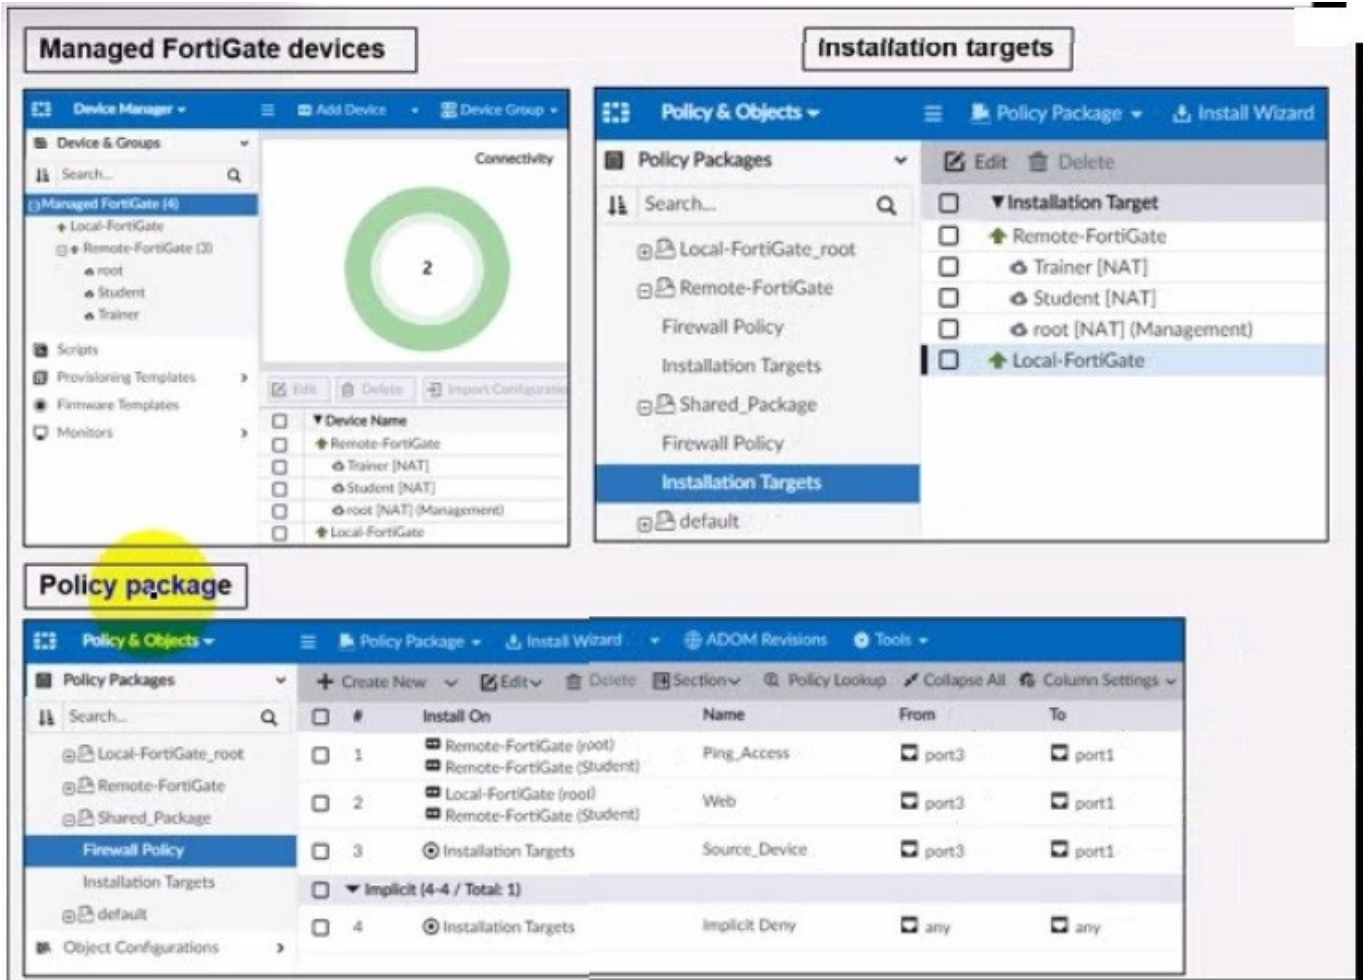 Managed FortiGate devices
Installation targets
Device Manager
Add Device
Device Group
Device & Groups
Search...
Managed FortiGate (4)
Local-FortiGate
Remote-FortiGate (3)
root
Student
Trainer
Scripts
Provisioning Templates
Firmware Templates
Monitors
Connectivity
2
Edit Delete Import Configuratio
Device Name
Remote-FortiGate
Trainer [NAT]
Student [NAT]
root [NAT] (Management)
Local-FortiGate
Policy & Objects
Policy Package
Install Wizard
Policy Packages
Search...
Local-FortiGate_root
Remote-FortiGate
Firewall Policy
Installation Targets
Shared_Package
Firewall Policy
Installation Targets
default
Edit Delete
Installation Target
Remote-FortiGate
Trainer [NAT]
Student [NAT]
root [NAT] (Management)
Local-FortiGate
Policy package
Policy & Objects
Policy Package Install Wizard ADOM Revisions Tools
Policy Packages
Search...
Local-FortiGate_root
Remote-FortiGate
Shared_Package
Firewall Policy
Installation Targets
default
Object Configurations
Create New Edit Delete Section Policy Lookup Collapse All Column Settings
# Install On Name From To
1 Remote-FortiGate (root) Ping_Access port3 port1
Remote-FortiGate (Student)
2 Local-FortiGate (root) Web port3 port1
Remote-FortiGate (Student)
3 Installation Targets Source_Device port3 port1
Implicit (4-4 / Total: 1)
4 Installation Targets Implicit Deny any any